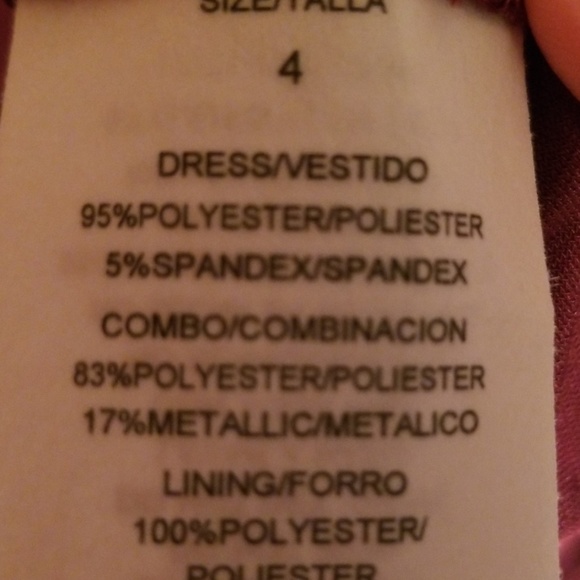 SIZE/TALLA
4
DRESS/VESTIDO
95%POLYESTER/POLIESTER
5%SPANDEX/SPANDEX
COMBO/COMBINACION
83%POLYESTER/POLIESTER
17%METALLIC/METALICO
LINING/FORRO
100%POLYESTER/
POLIESTER